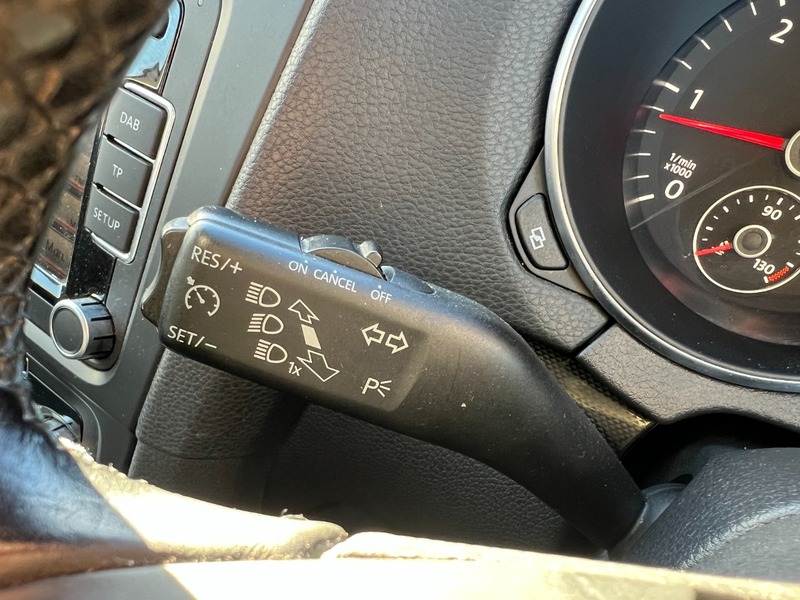 DAB
TP
SETUP
RES/+
ON CANCEL OFF
SET/−
1x
P
2
1
1/min
x1000
0
90
130